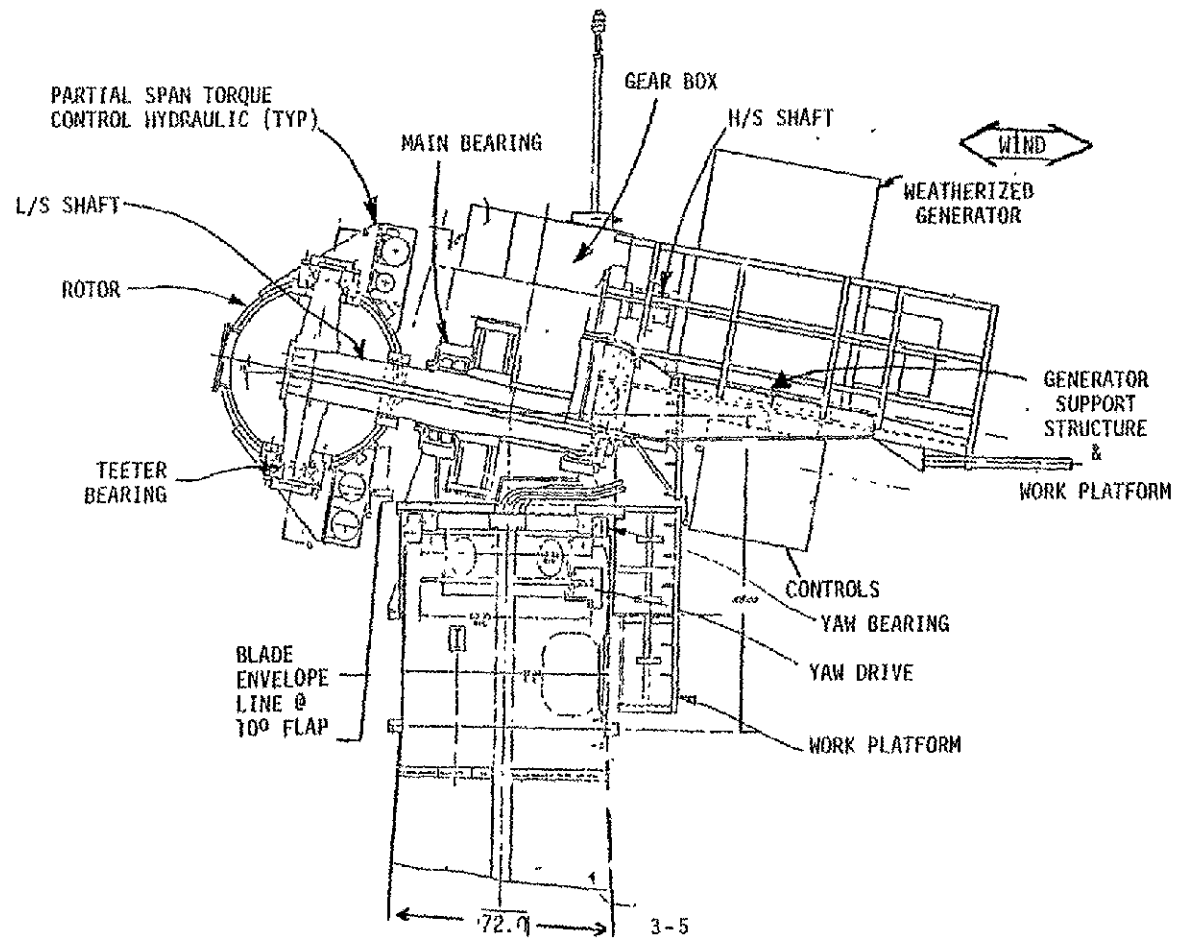 GEAR BOX
PARTIAL SPAN TORQUE
CONTROL HYDRAULIC (TYP)
H/S SHAFT
MAIN BEARING
WIND
WEATHERIZED
GENERATOR
L/S SHAFT
ROTOR
GENERATOR
SUPPORT
STRUCTURE
&
WORK PLATFORM
TEETER
BEARING
CONTROLS
YAW BEARING
BLADE
ENVELOPE
LINE @
10º FLAP
YAW DRIVE
WORK PLATFORM
72.0
3-5